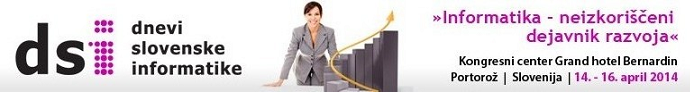 dsi
dnevi
slovenske
informatike
»Informatika - neizkoriščeni
dejavnik razvoja«
Kongresni center Grand hotel Bernardin
Portorož | Slovenija | 14. - 16. april 2014